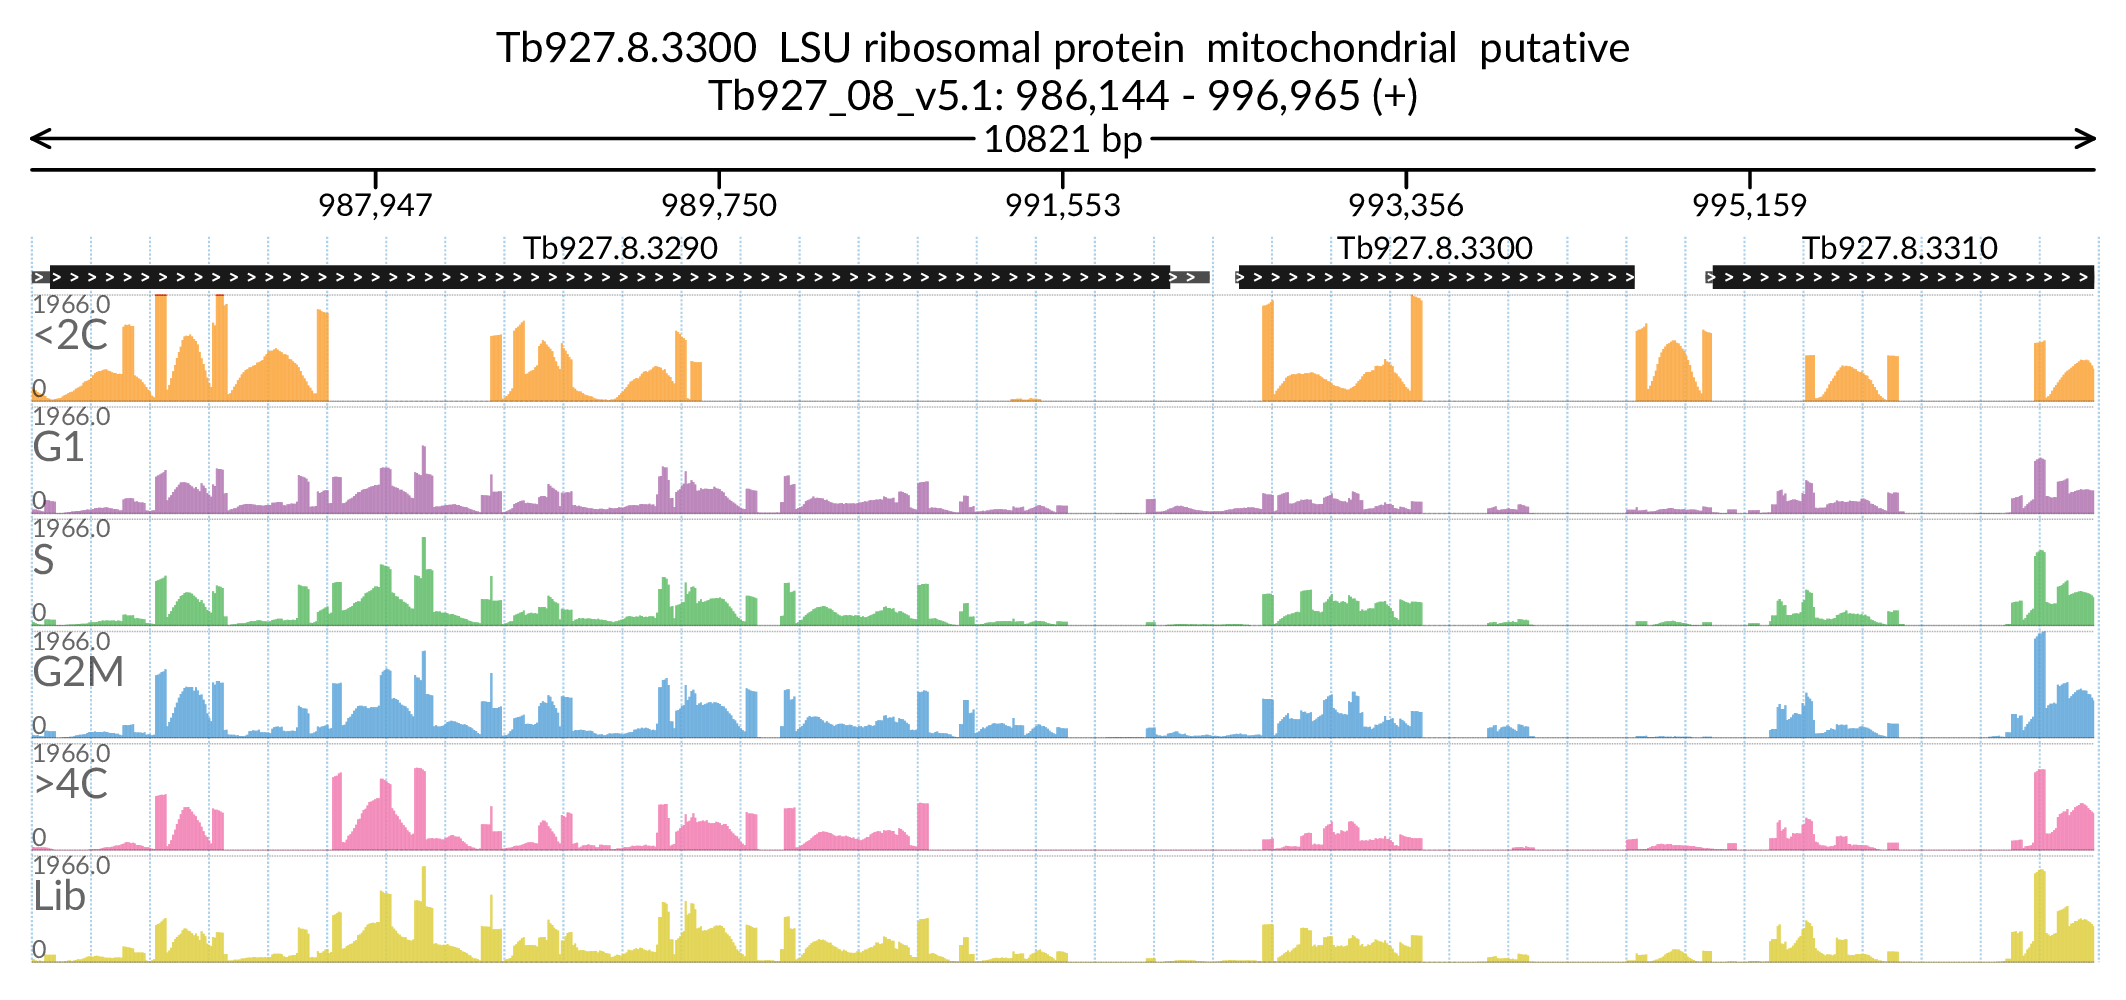 Tb927.8.3300 LSU ribosomal protein mitochondrial putative
Tb927_08_v5.1: 986,144 - 996,965 (+)
10821 bp
987,947 989,750 991,553 993,356 995,159
Tb927.8.3290 Tb927.8.3300 Tb927.8.3310
1966.0
<2C
0
1966.0
G1
0
1966.0
S
0
1966.0
G2M
0
1966.0
>4C
0
1966.0
Lib
0